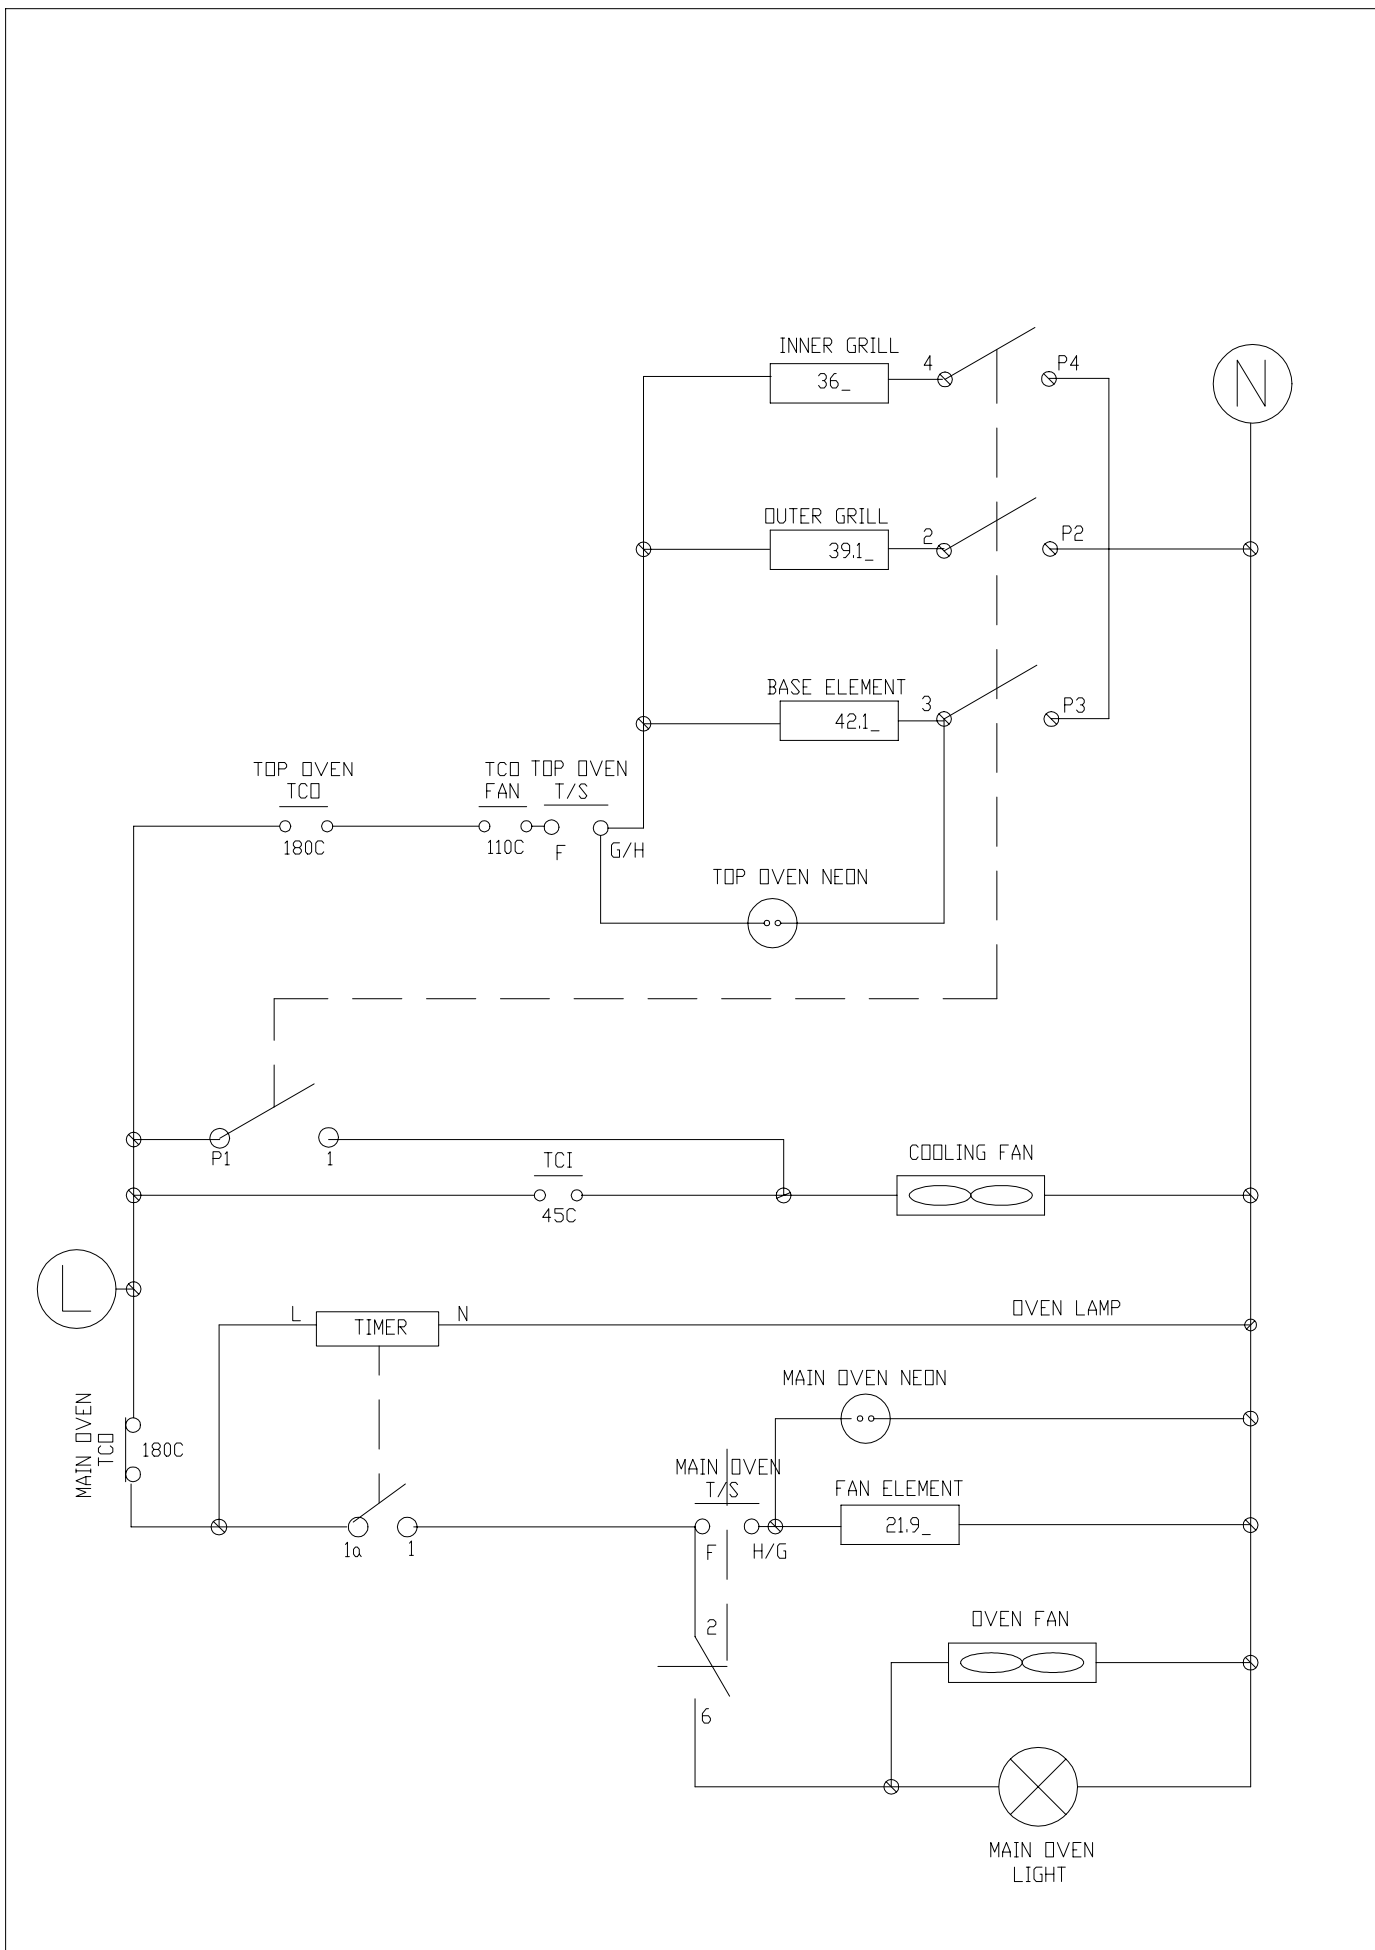 INNER GRILL
36_
4
P4
N
OUTER GRILL
39.1_
2
P2
BASE ELEMENT
42.1_
3
P3
TOP OVEN
TCO
180C
TCO
FAN
110C
TOP OVEN
T/S
F
G/H
TOP OVEN NEON
P1
1
TCI
45C
COOLING FAN
L
L
TIMER
N
OVEN LAMP
MAIN OVEN
TCO
180C
MAIN OVEN NEON
MAIN OVEN
T/S
FAN ELEMENT
21.9_
1a
1
F
H/G
2
6
OVEN FAN
MAIN OVEN
LIGHT